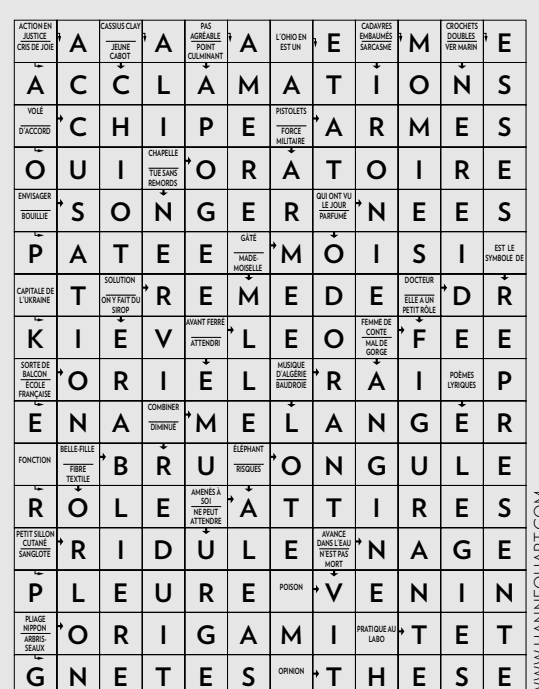 ACTION EN JUSTICE CRIS DE JOIE A CASSIUS CLAY JEUNE CABOT A PAS AGRÉABLE POINT CULMINANT A L'OHIO EN EST UN E CADAVRES EMBAUMÉS SARCASME M CROCHETS DOUBLES VER MARIN E
A C C L A M A T I O N S
VOLÉ D'ACCORD C H I P E PISTOLETS FORCE MILITAIRE A R M E S
O U I CHAPELLE TUE SANS REMORDS O R A T O I R E
ENVISAGER BOUILLIE S O N G E R QUI ONT VU LE JOUR PARFUMÉ N E E S
P A T E E GÂTÉ MADE-MOISELLE M O I S I EST LE SYMBOLE DE
CAPITALE DE L'UKRAINE T SOLUTION ON Y FAIT DU SIROP R E M E D E DOCTEUR ELLE A UN PETIT RÔLE D R
K I E V AVANT FERRÉ ATTENDRI L E O FEMME DE CONTE MAL DE GORGE F E E
SORTE DE BALCON ÉCOLE FRANÇAISE O R I E L MUSIQUE D'ALGÉRIE BAUDROIE R A I POÈMES LYRIQUES P
E N A COMBINER DIMINUÉ M E L A N G E R
FONCTION BELLE-FILLE FIBRE TEXTILE B R U ÉLÉPHANT RISQUES O N G U L E
R O L E AMENÉS À SOI NE PEUT ATTENDRE A T T I R E S
PETIT SILLON CUTANÉ SANGLOTE R I D U L E AVANCE DANS L'EAU N'EST PAS MORT N A G E
P L E U R E POISON V E N I N
PLIAGE NIPPON ARBRIS-SEAUX O R I G A M I PRATIQUE AU LABO T E T
G N E T E S OPINION T H E S E